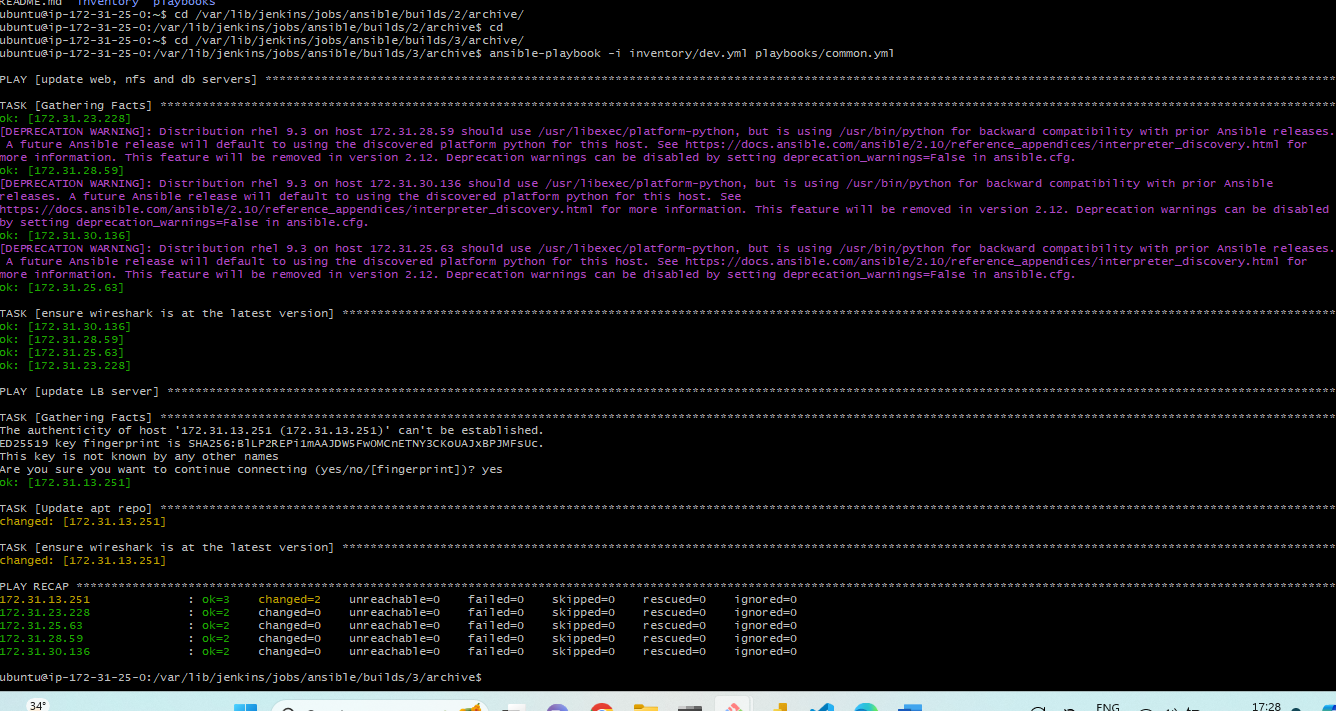 README.md  inventory  playbooks
ubuntu@ip-172-31-25-0:~$ cd /var/lib/jenkins/jobs/ansible/builds/2/archive/
ubuntu@ip-172-31-25-0:/var/lib/jenkins/jobs/ansible/builds/2/archive$ cd
ubuntu@ip-172-31-25-0:~$ cd /var/lib/jenkins/jobs/ansible/builds/3/archive/
ubuntu@ip-172-31-25-0:/var/lib/jenkins/jobs/ansible/builds/3/archive$ ansible-playbook -i inventory/dev.yml playbooks/common.yml
PLAY [update web, nfs and db servers] ****
TASK [Gathering Facts] ****
ok: [172.31.23.228]
[DEPRECATION WARNING]: Distribution rhel 9.3 on host 172.31.28.59 should use /usr/libexec/platform-python, but is using /usr/bin/python for backward compatibility with prior Ansible releases.
A future Ansible release will default to using the discovered platform python for this host. See https://docs.ansible.com/ansible/2.10/reference_appendices/interpreter_discovery.html for
more information. This feature will be removed in version 2.12. Deprecation warnings can be disabled by setting deprecation_warnings=False in ansible.cfg.
ok: [172.31.28.59]
[DEPRECATION WARNING]: Distribution rhel 9.3 on host 172.31.30.136 should use /usr/libexec/platform-python, but is using /usr/bin/python for backward compatibility with prior Ansible
releases. A future Ansible release will default to using the discovered platform python for this host. See
https://docs.ansible.com/ansible/2.10/reference_appendices/interpreter_discovery.html for more information. This feature will be removed in version 2.12. Deprecation warnings can be disabled
by setting deprecation_warnings=False in ansible.cfg.
ok: [172.31.30.136]
[DEPRECATION WARNING]: Distribution rhel 9.3 on host 172.31.25.63 should use /usr/libexec/platform-python, but is using /usr/bin/python for backward compatibility with prior Ansible releases.
A future Ansible release will default to using the discovered platform python for this host. See https://docs.ansible.com/ansible/2.10/reference_appendices/interpreter_discovery.html for
more information. This feature will be removed in version 2.12. Deprecation warnings can be disabled by setting deprecation_warnings=False in ansible.cfg.
ok: [172.31.25.63]
TASK [ensure wireshark is at the latest version] ****
ok: [172.31.30.136]
ok: [172.31.28.59]
ok: [172.31.25.63]
ok: [172.31.23.228]
PLAY [update LB server] ****
TASK [Gathering Facts] ****
The authenticity of host '172.31.13.251 (172.31.13.251)' can't be established.
ED25519 key fingerprint is SHA256:BlLP2REPi1mAAJDW5FwOMCnETNY3CKoUAJxBPJMFsUc.
This key is not known by any other names
Are you sure you want to continue connecting (yes/no/[fingerprint])? yes
ok: [172.31.13.251]
TASK [Update apt repo] ****
changed: [172.31.13.251]
TASK [ensure wireshark is at the latest version] ****
changed: [172.31.13.251]
PLAY RECAP ****
172.31.13.251 : ok=3 changed=2 unreachable=0 failed=0 skipped=0 rescued=0 ignored=0
172.31.23.228 : ok=2 changed=0 unreachable=0 failed=0 skipped=0 rescued=0 ignored=0
172.31.25.63 : ok=2 changed=0 unreachable=0 failed=0 skipped=0 rescued=0 ignored=0
172.31.28.59 : ok=2 changed=0 unreachable=0 failed=0 skipped=0 rescued=0 ignored=0
172.31.30.136 : ok=2 changed=0 unreachable=0 failed=0 skipped=0 rescued=0 ignored=0
ubuntu@ip-172-31-25-0:/var/lib/jenkins/jobs/ansible/builds/3/archive$
34°
ENG
17:28